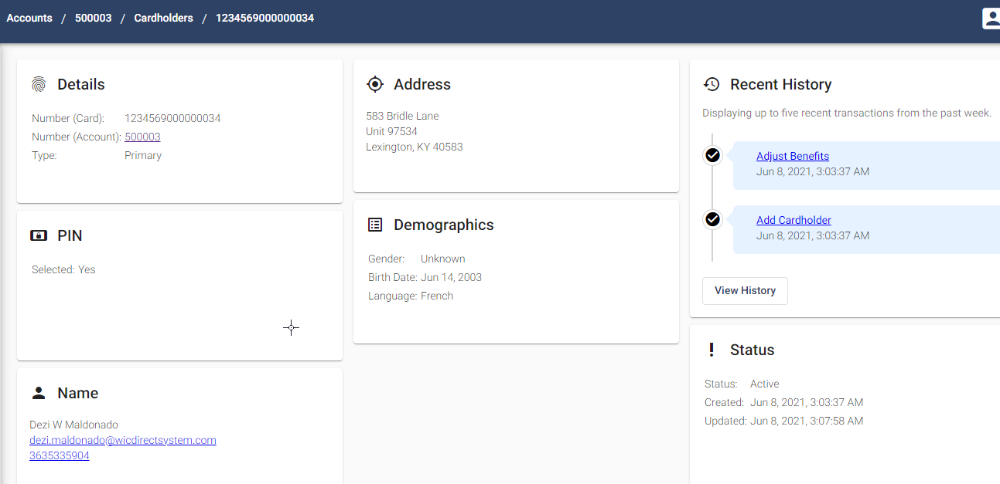 Accounts / 500003 / Cardholders / 1234569000000034
Details
Number (Card): 1234569000000034
Number (Account): 500003
Type: Primary
PIN
Selected: Yes
Name
Dezi W Maldonado
dezi.maldonado@wicdirectsystem.com
3635335904
Address
583 Bridle Lane
Unit 97534
Lexington, KY 40583
Demographics
Gender: Unknown
Birth Date: Jun 14, 2003
Language: French
Recent History
Displaying up to five recent transactions from the past week.
Adjust Benefits
Jun 8, 2021, 3:03:37 AM
Add Cardholder
Jun 8, 2021, 3:03:37 AM
View History
Status
Status: Active
Created: Jun 8, 2021, 3:03:37 AM
Updated: Jun 8, 2021, 3:07:58 AM